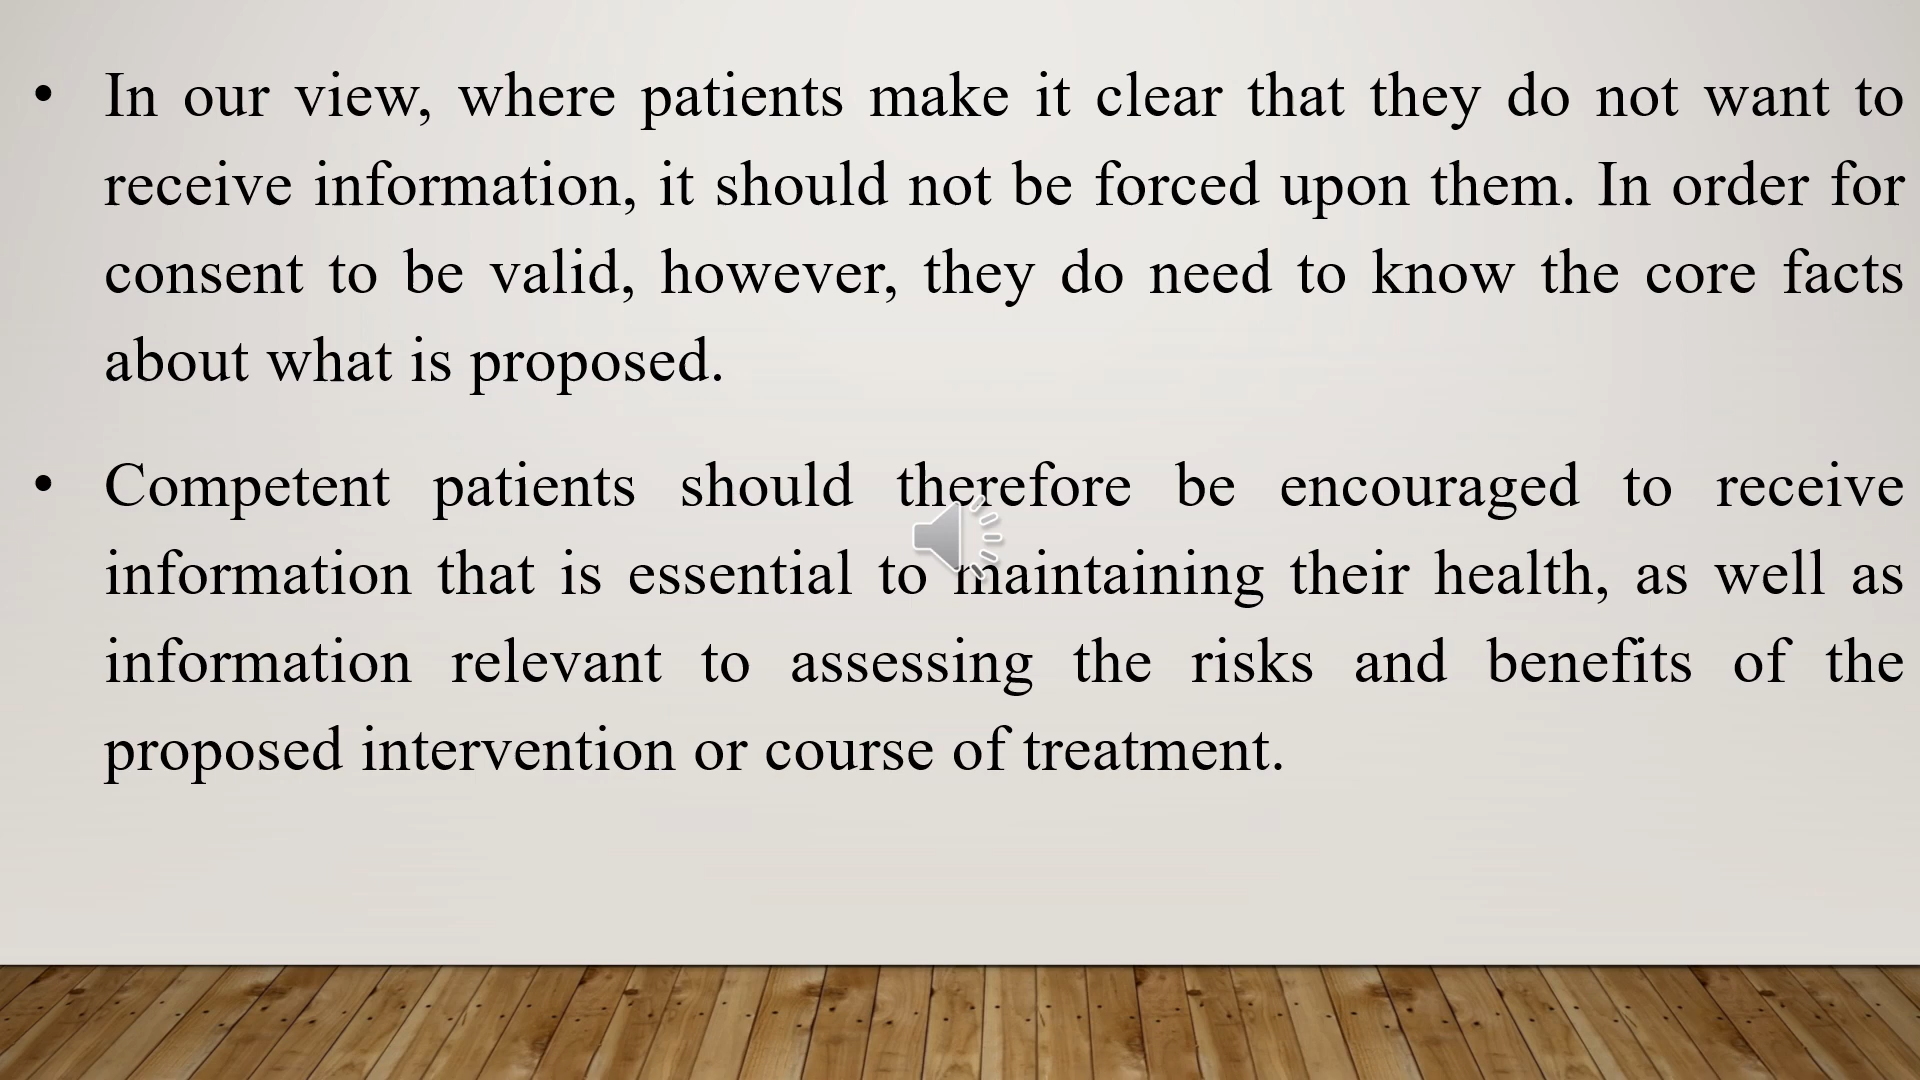 • In our view, where patients make it clear that they do not want to
receive information, it should not be forced upon them. In order for
consent to be valid, however, they do need to know the core facts
about what is proposed.
• Competent patients should therefore be encouraged to receive
information that is essential to maintaining their health, as well as
information relevant to assessing the risks and benefits of the
proposed intervention or course of treatment.